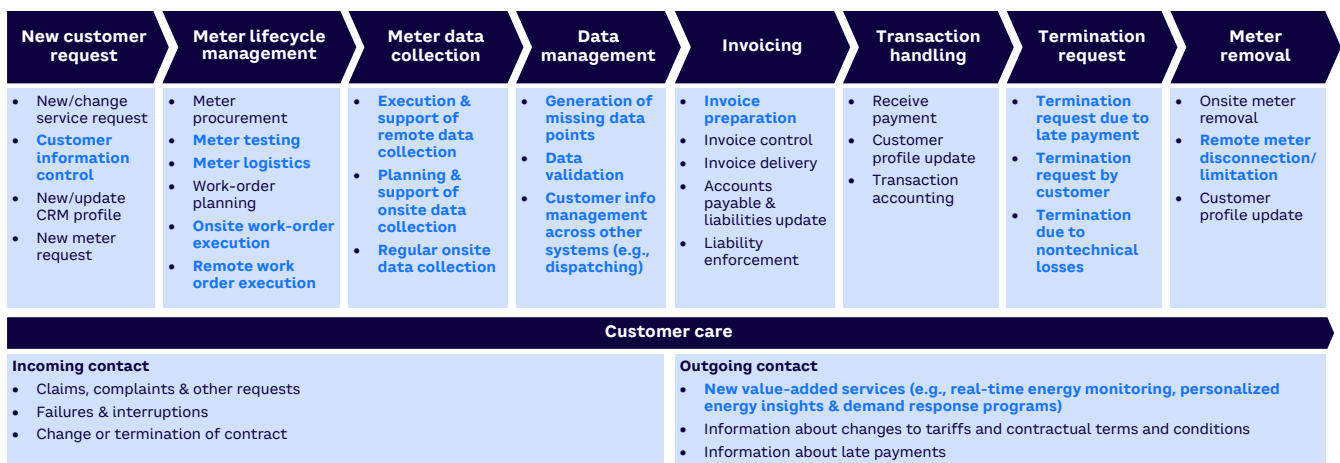 New customer
request
Meter lifecycle
management
Meter data
collection
Data
management
Invoicing
Transaction
handling
Termination
request
Meter
removal
• New/change
service request
• Customer
information
control
• New/update
CRM profile
• New meter
request
• Meter
procurement
• Meter testing
• Meter logistics
• Work-order
planning
• Onsite work-order
execution
• Remote work
order execution
• Execution &
support of
remote data
collection
• Planning &
support of
onsite data
collection
• Regular onsite
data collection
• Generation of
missing data
points
• Data
validation
• Customer info
management
across other
systems (e.g.,
dispatching)
• Invoice
preparation
• Invoice control
• Invoice delivery
• Accounts
payable &
liabilities update
• Liability
enforcement
• Receive
payment
• Customer
profile update
• Transaction
accounting
• Termination
request due to
late payment
• Termination
request by
customer
• Termination
due to
nontechnical
losses
• Onsite meter
removal
• Remote meter
disconnection/
limitation
• Customer
profile update
Customer care
Incoming contact
• Claims, complaints & other requests
• Failures & interruptions
• Change or termination of contract
Outgoing contact
• New value-added services (e.g., real-time energy monitoring, personalized
energy insights & demand response programs)
• Information about changes to tariffs and contractual terms and conditions
• Information about late payments